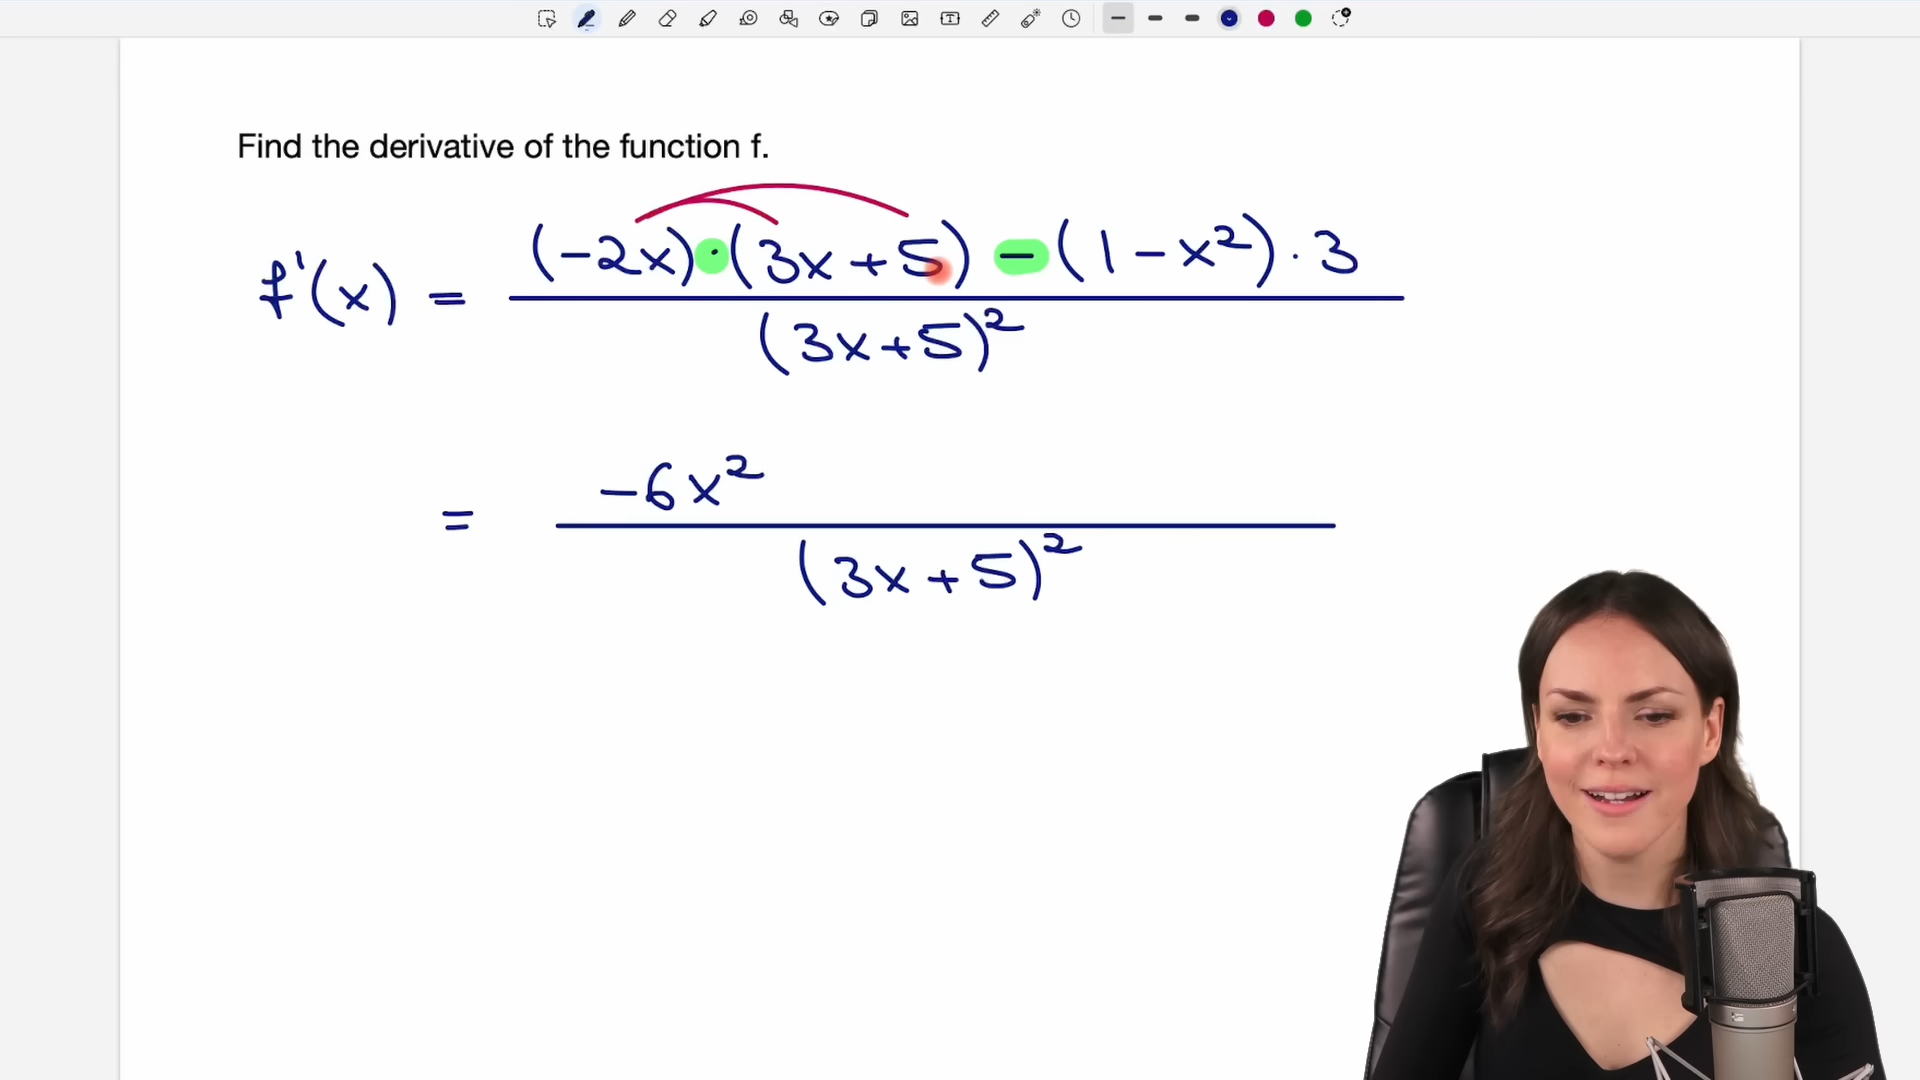 Find the derivative of the function f.
f'(x) = ((-2x)·(3x+5) - (1-x²)·3) / (3x+5)²
= (-6x²) / (3x+5)²